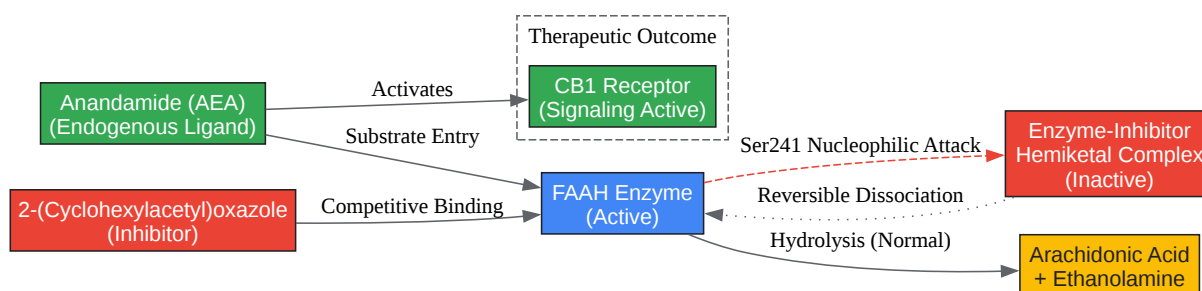 Therapeutic Outcome
Anandamide (AEA)
(Endogenous Ligand)
Activates
CB1 Receptor
(Signaling Active)
Substrate Entry
2-(Cyclohexylacetyl)oxazole
(Inhibitor)
Competitive Binding
FAAH Enzyme
(Active)
Ser241 Nucleophilic Attack
Enzyme-Inhibitor
Hemiketal Complex
(Inactive)
Reversible Dissociation
Hydrolysis (Normal)
Arachidonic Acid
+ Ethanolamine